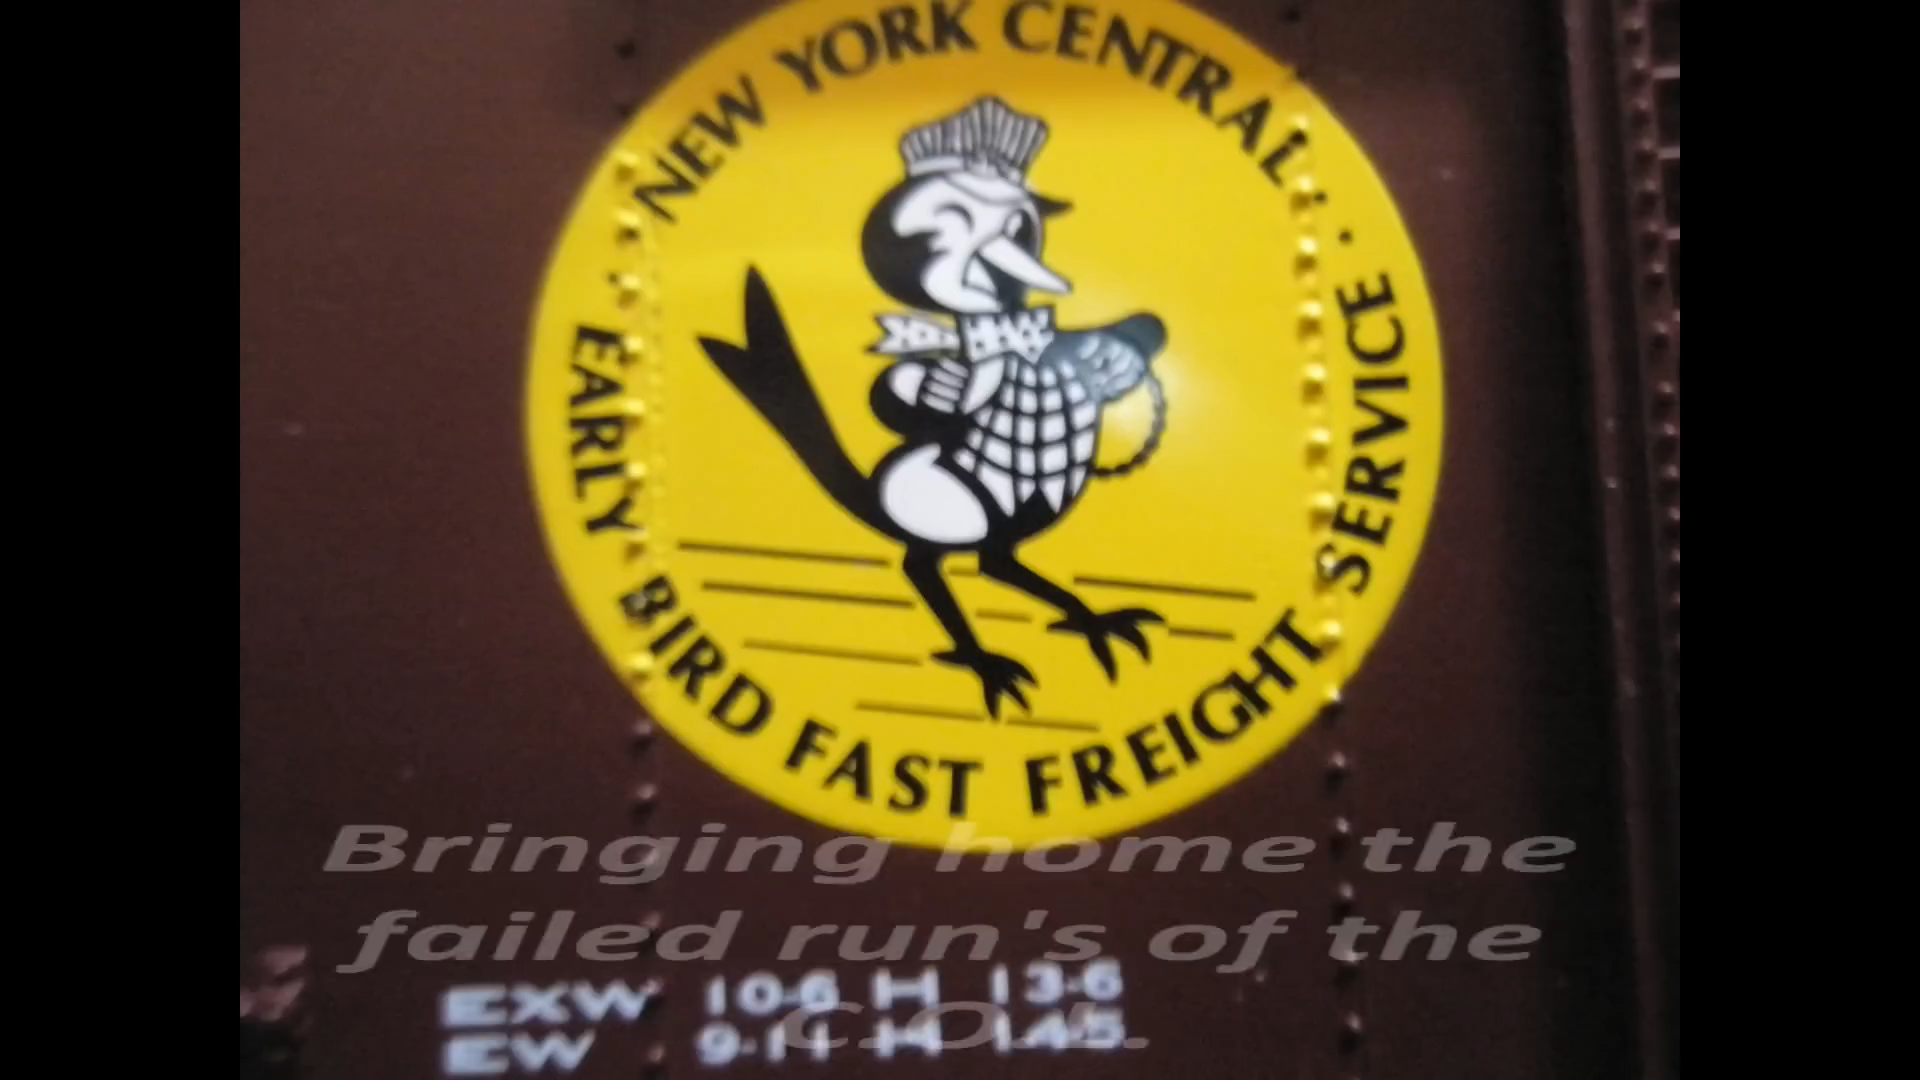 NEW YORK CENTRAL
EARLY BIRD FAST FREIGHT SERVICE
Bringing home the
failed run's of the
EXW 10-6 H 13-6
EW 9-11 H 14-5